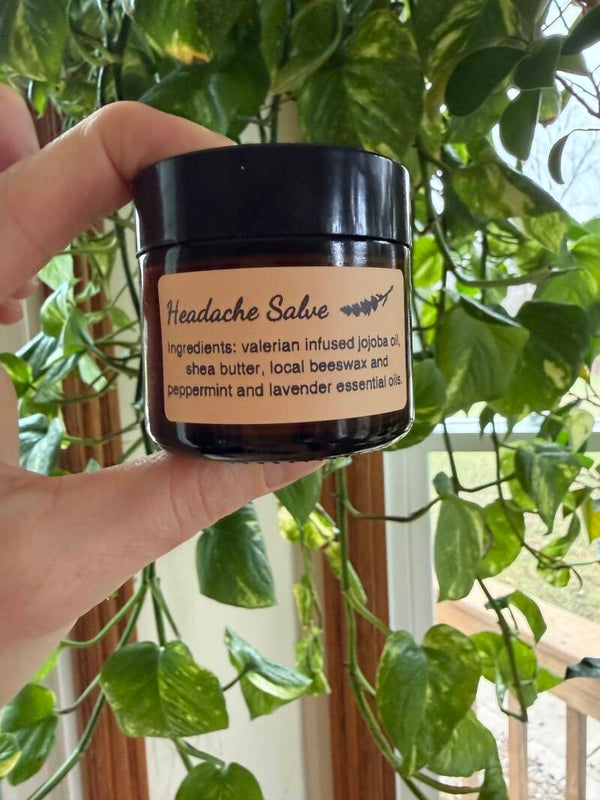 Headache Salve
Ingredients: valerian infused jojoba oil,
shea butter, local beeswax and
peppermint and lavender essential oils.